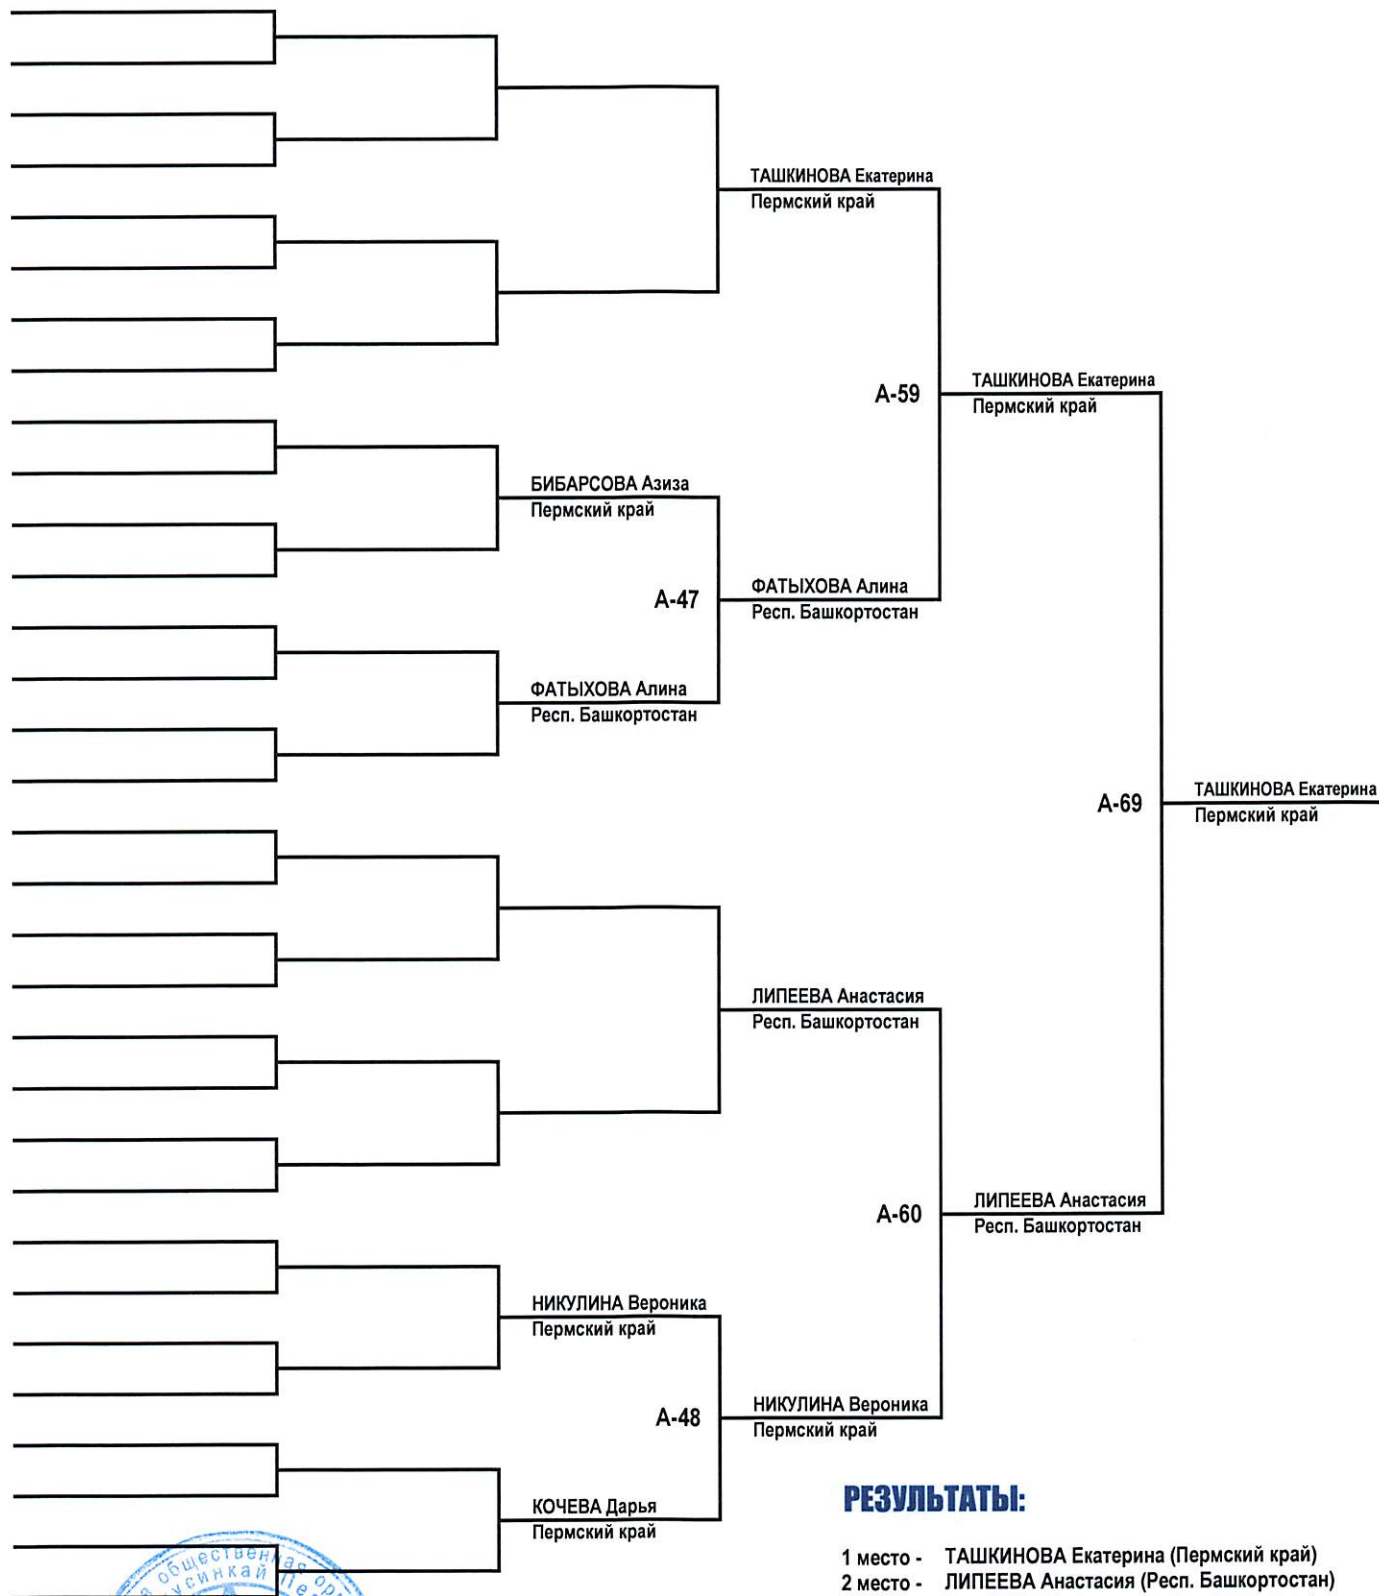 ТАШКИНОВА Екатерина
Пермский край
А-59
ТАШКИНОВА Екатерина
Пермский край
БИБАРСОВА Азиза
Пермский край
А-47
ФАТЫХОВА Алина
Респ. Башкортостан
ФАТЫХОВА Алина
Респ. Башкортостан
А-69
ТАШКИНОВА Екатерина
Пермский край
ЛИПЕЕВА Анастасия
Респ. Башкортостан
А-60
ЛИПЕЕВА Анастасия
Респ. Башкортостан
НИКУЛИНА Вероника
Пермский край
А-48
НИКУЛИНА Вероника
Пермский край
КОЧЕВА Дарья
Пермский край
РЕЗУЛЬТАТЫ:
1 место - ТАШКИНОВА Екатерина (Пермский край)
2 место - ЛИПЕЕВА Анастасия (Респ. Башкортостан)
общественная